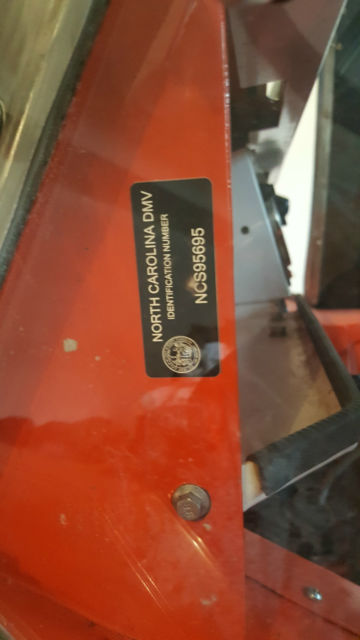 NORTH CAROLINA DMV
IDENTIFICATION NUMBER
NCS95695